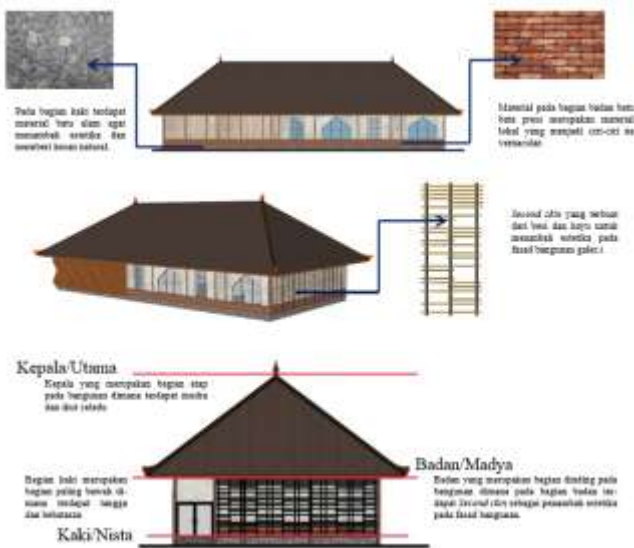 Pada bagian kaki terdapat
material batu alam agar
menambah estetika dan
memberi kesan natural.
Material pada bagian badan batu
bata press merupakan material
lokal yang menjadi ciri-ciri
vernacular.
Second skin yang terbuat
dari besi dan kayu untuk
menambah estetika pada
fasad bangunan galeri
Kepala/Utama
Kepala yang merupakan bagian atap
pada bangunan dimana terdapat
dan ikut celedu
Bagian kaki merupakan
bagian paling bawah di-
mana terdapat tangga
dan bebaturan
Kaki/Nista
Badan/Madya
Badan yang merupakan bagian dinding pada
bangunan dimana pada bagian badan ter-
dapat Second skin sebagai penambah estetika
pada fasad bangunan.